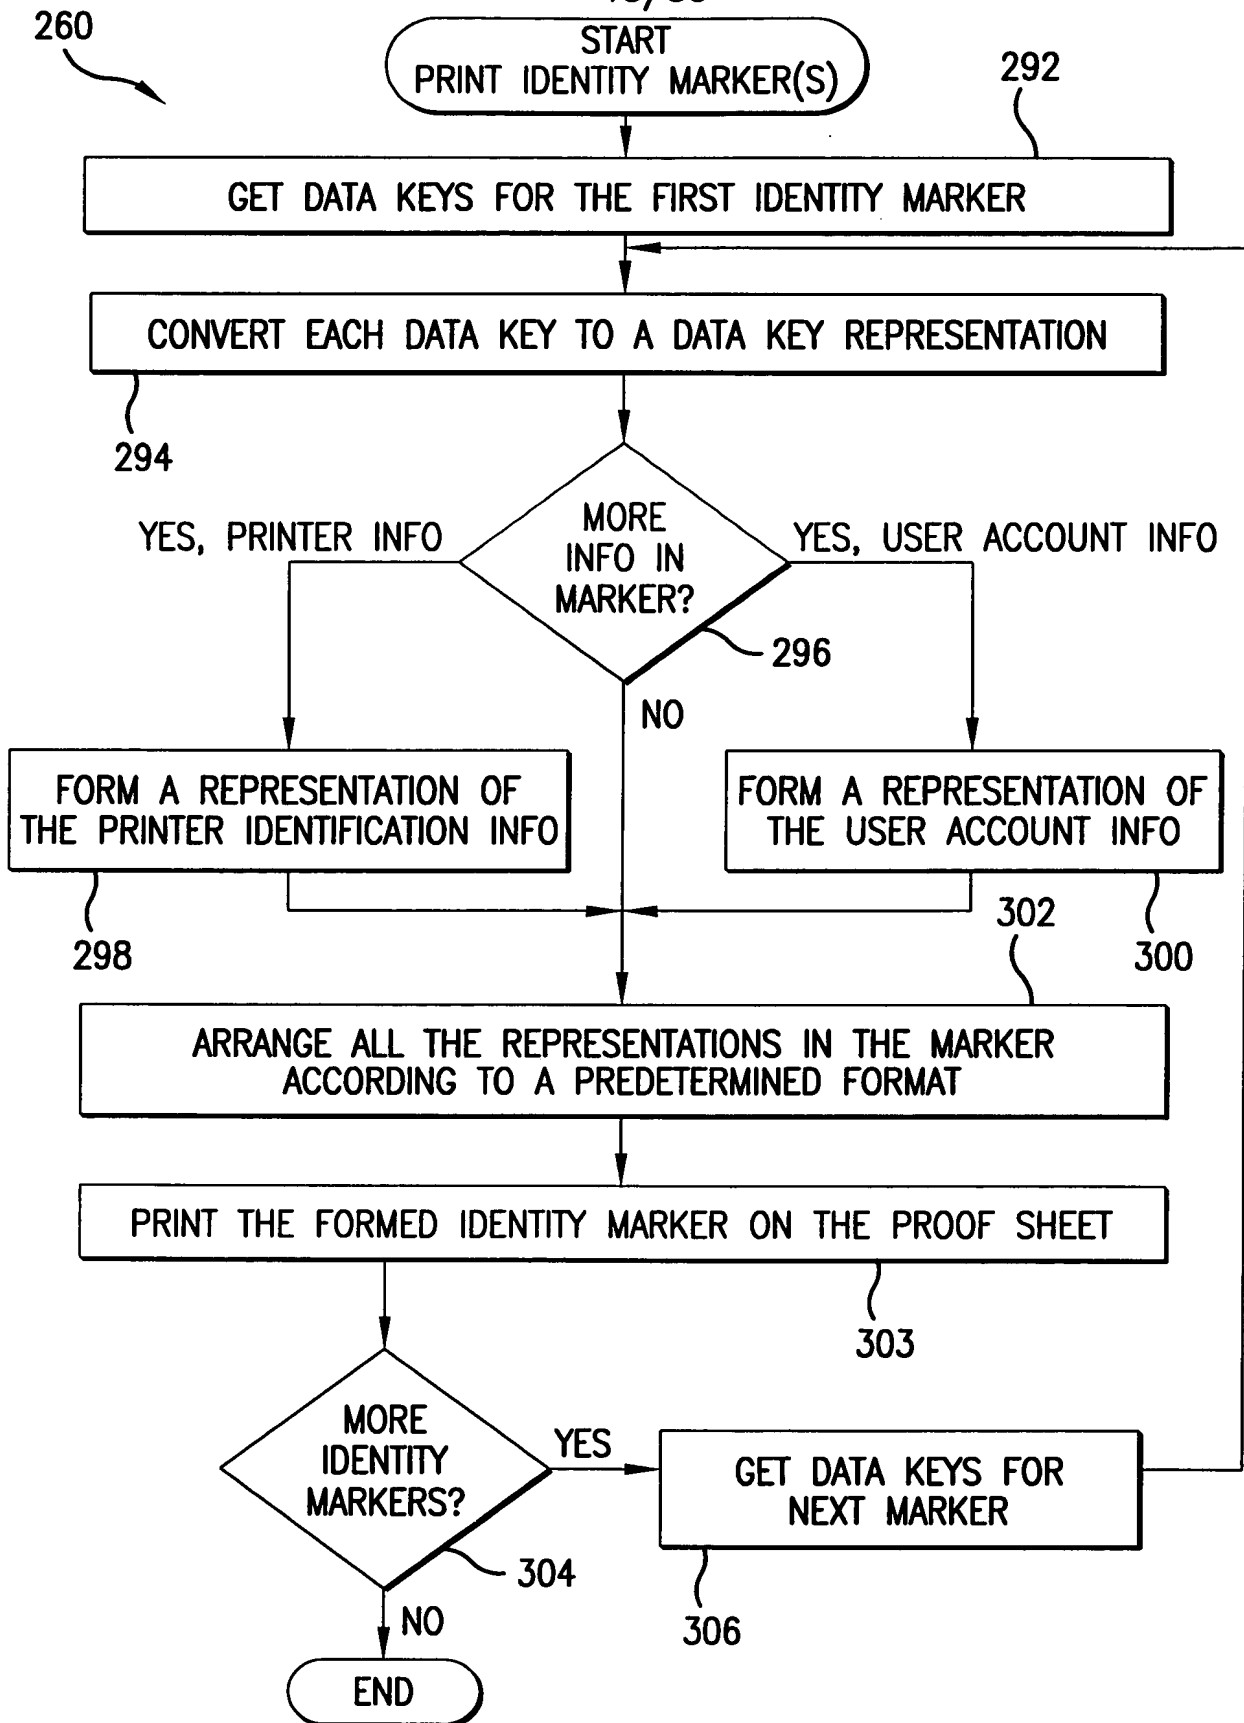 260
START
PRINT IDENTITY MARKER(S)
292
GET DATA KEYS FOR THE FIRST IDENTITY MARKER
CONVERT EACH DATA KEY TO A DATA KEY REPRESENTATION
294
MORE
INFO IN
MARKER?
YES, PRINTER INFO
YES, USER ACCOUNT INFO
296
NO
FORM A REPRESENTATION OF
THE PRINTER IDENTIFICATION INFO
FORM A REPRESENTATION OF
THE USER ACCOUNT INFO
298
302
300
ARRANGE ALL THE REPRESENTATIONS IN THE MARKER
ACCORDING TO A PREDETERMINED FORMAT
PRINT THE FORMED IDENTITY MARKER ON THE PROOF SHEET
303
MORE
IDENTITY
MARKERS?
YES
GET DATA KEYS FOR
NEXT MARKER
304
306
NO
END